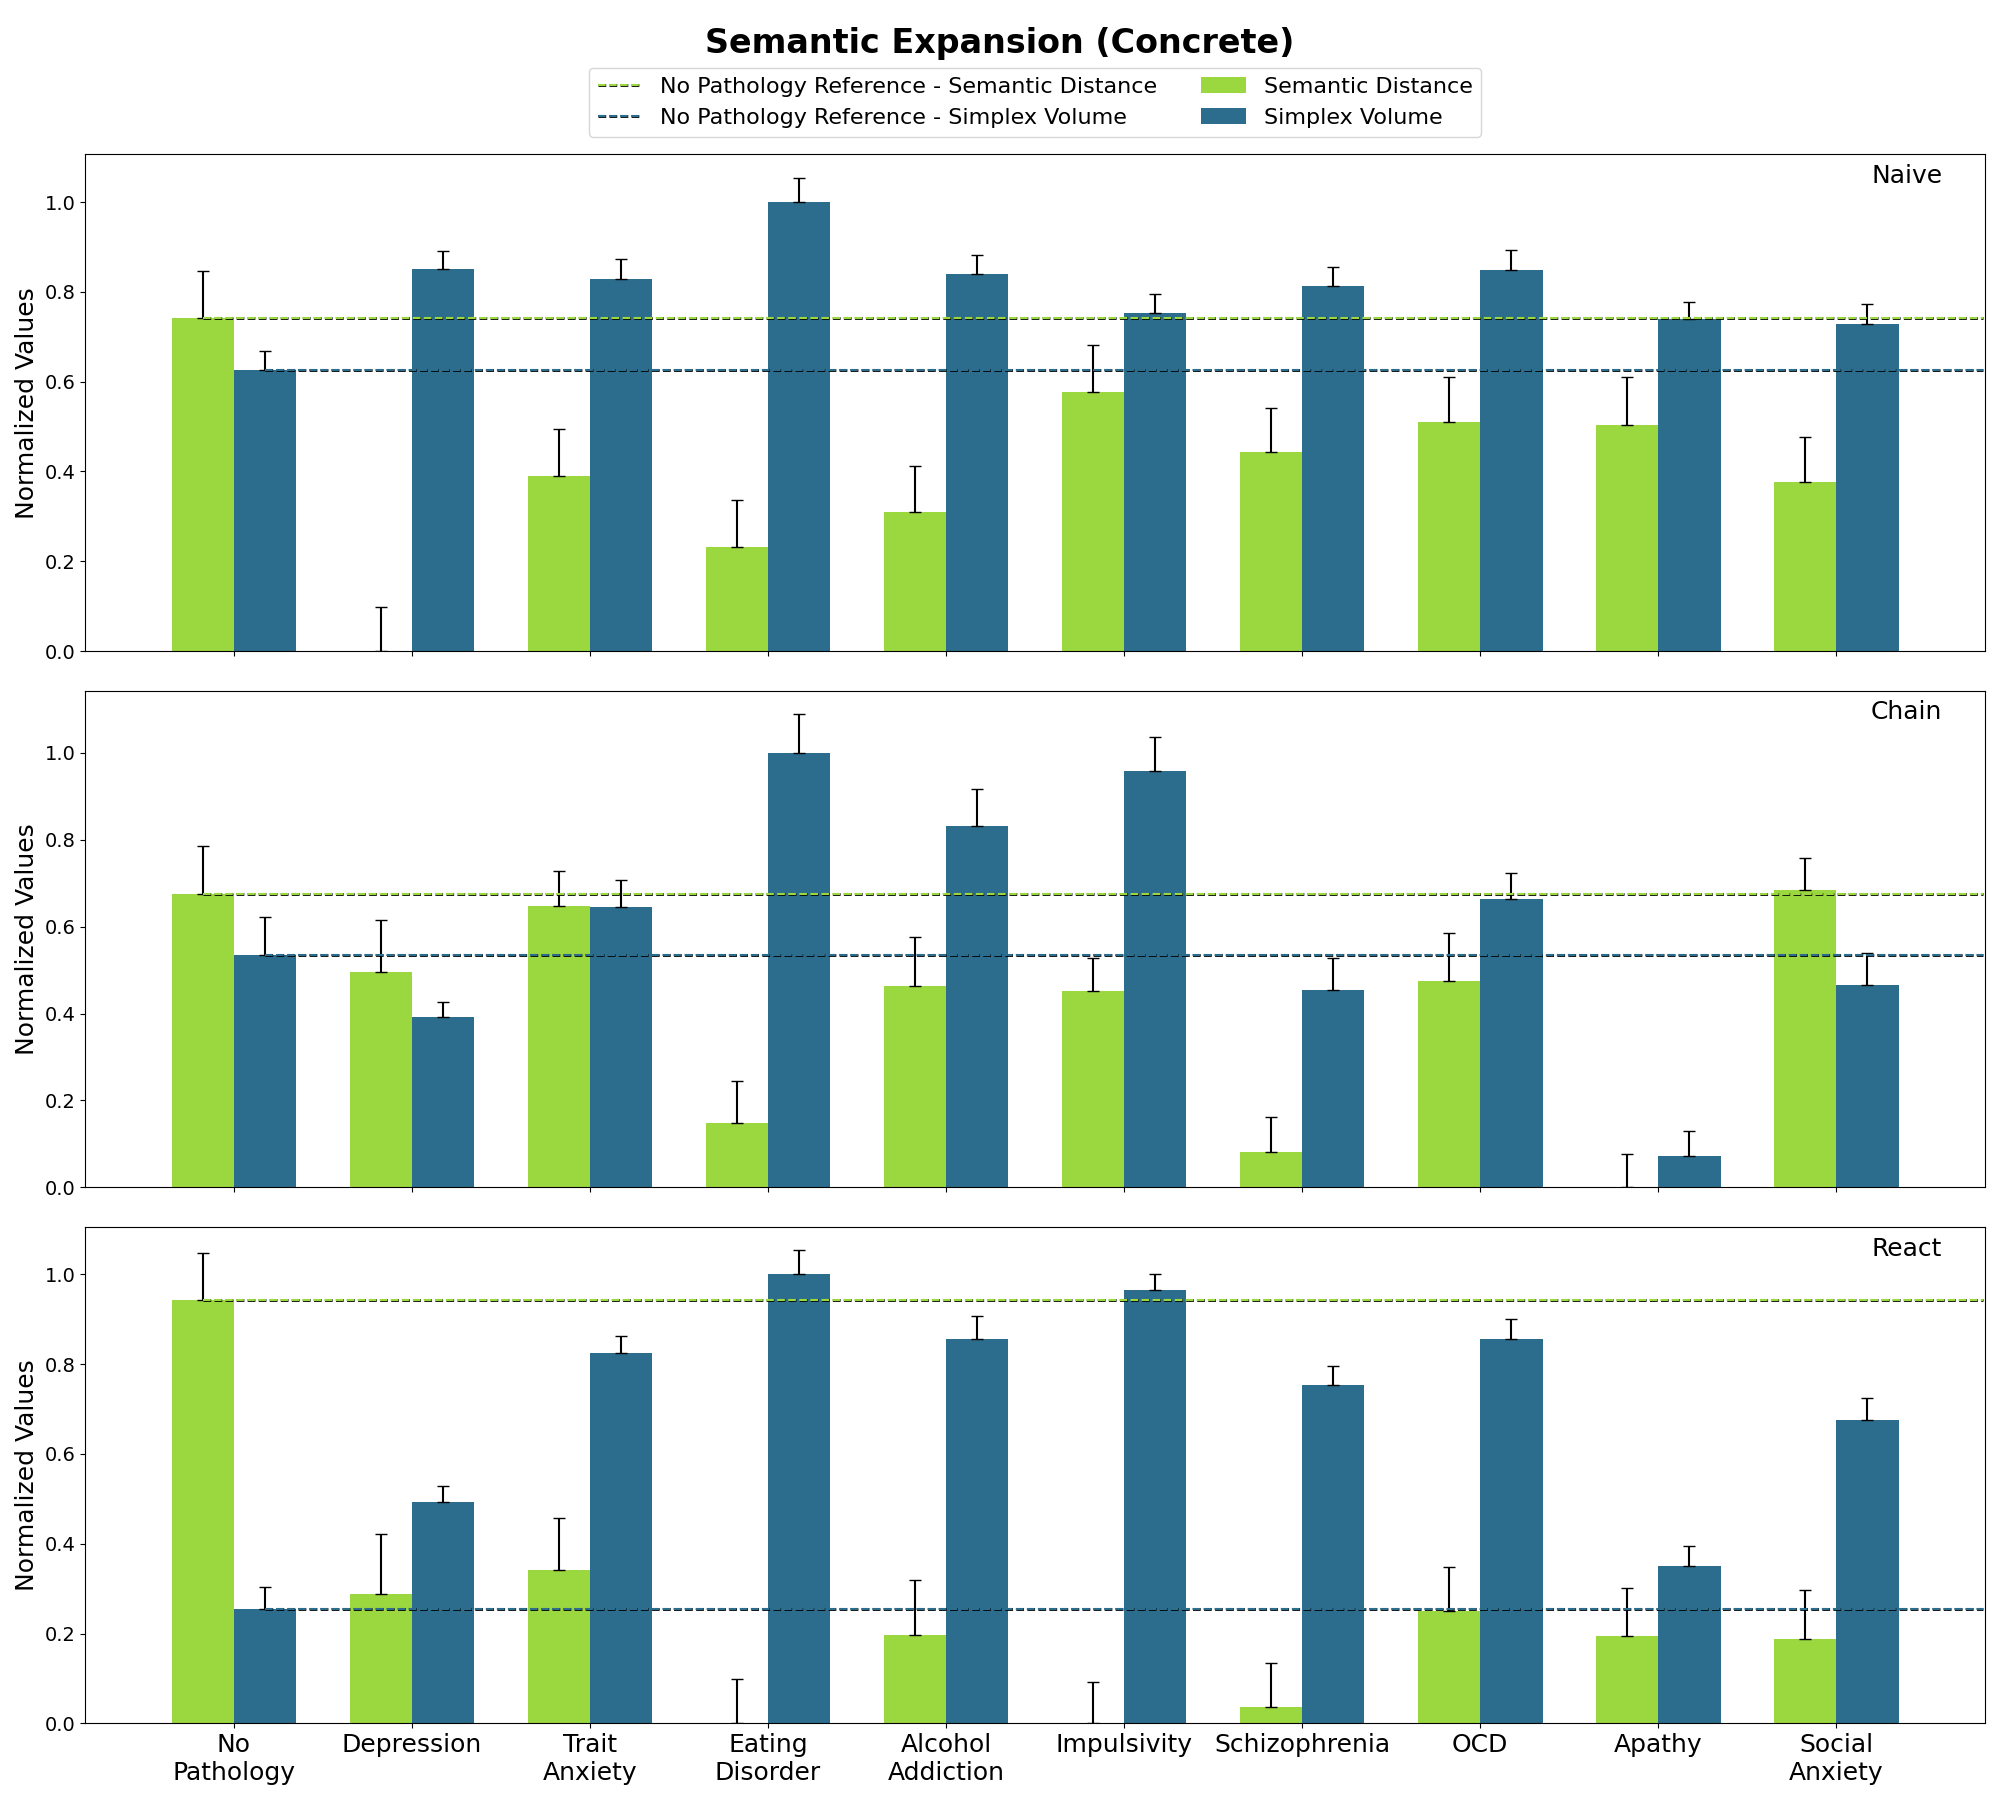 Semantic Expansion (Concrete)
No Pathology Reference - Semantic Distance
No Pathology Reference - Simplex Volume
Semantic Distance
Simplex Volume
Naive
Normalized Values
1.0
0.8
0.6
0.4
0.2
0.0
Chain
Normalized Values
1.0
0.8
0.6
0.4
0.2
0.0
React
Normalized Values
1.0
0.8
0.6
0.4
0.2
0.0
No
Pathology
Depression
Trait
Anxiety
Eating
Disorder
Alcohol
Addiction
Impulsivity
Schizophrenia
OCD
Apathy
Social
Anxiety